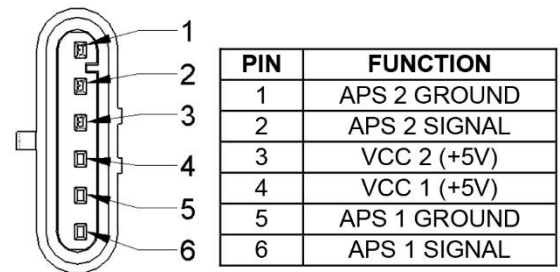 1
2
3
4
5
6
PIN FUNCTION
1 APS 2 GROUND
2 APS 2 SIGNAL
3 VCC 2 (+5V)
4 VCC 1 (+5V)
5 APS 1 GROUND
6 APS 1 SIGNAL